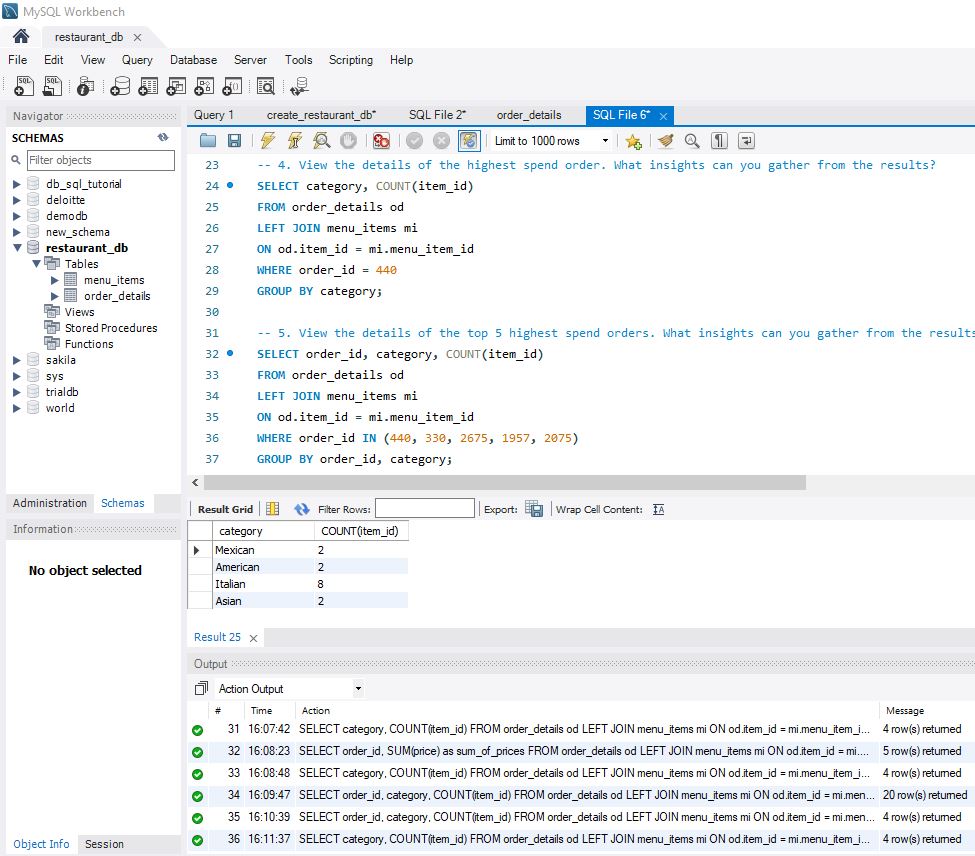 MySQL Workbench
restaurant_db
File Edit View Query Database Server Tools Scripting Help
Navigator
SCHEMAS
Filter objects
db_sql_tutorial
deloitte
demodb
new_schema
restaurant_db
Tables
menu_items
order_details
Views
Stored Procedures
Functions
sakila
sys
trialdb
world
Administration Schemas
Information
No object selected
Object Info Session
Query 1 create_restaurant_db* SQL File 2* order_details SQL File 6*
Limit to 1000 rows
23 -- 4. View the details of the highest spend order. What insights can you gather from the results?
24 SELECT category, COUNT(item_id)
25 FROM order_details od
26 LEFT JOIN menu_items mi
27 ON od.item_id = mi.menu_item_id
28 WHERE order_id = 440
29 GROUP BY category;
30
31 -- 5. View the details of the top 5 highest spend orders. What insights can you gather from the results
32 SELECT order_id, category, COUNT(item_id)
33 FROM order_details od
34 LEFT JOIN menu_items mi
35 ON od.item_id = mi.menu_item_id
36 WHERE order_id IN (440, 330, 2675, 1957, 2075)
37 GROUP BY order_id, category;
Result Grid Filter Rows: Export: Wrap Cell Content:
category COUNT(item_id)
Mexican 2
American 2
Italian 8
Asian 2
Result 25
Output
Action Output
# Time Action Message
31 16:07:42 SELECT category, COUNT(item_id) FROM order_details od LEFT JOIN menu_items mi ON od.item_id = mi.menu_item_i... 4 row(s) returned
32 16:08:23 SELECT order_id, SUM(price) as sum_of_prices FROM order_details od LEFT JOIN menu_items mi ON od.item_id = mi.... 5 row(s) returned
33 16:08:48 SELECT category, COUNT(item_id) FROM order_details od LEFT JOIN menu_items mi ON od.item_id = mi.menu_item_i... 4 row(s) returned
34 16:09:47 SELECT order_id, category, COUNT(item_id) FROM order_details od LEFT JOIN menu_items mi ON od.item_id = mi.men... 20 row(s) returned
35 16:10:39 SELECT order_id, category, COUNT(item_id) FROM order_details od LEFT JOIN menu_items mi ON od.item_id = mi.men... 4 row(s) returned
36 16:11:37 SELECT category, COUNT(item_id) FROM order_details od LEFT JOIN menu_items mi ON od.item_id = mi.menu_item_i... 4 row(s) returned